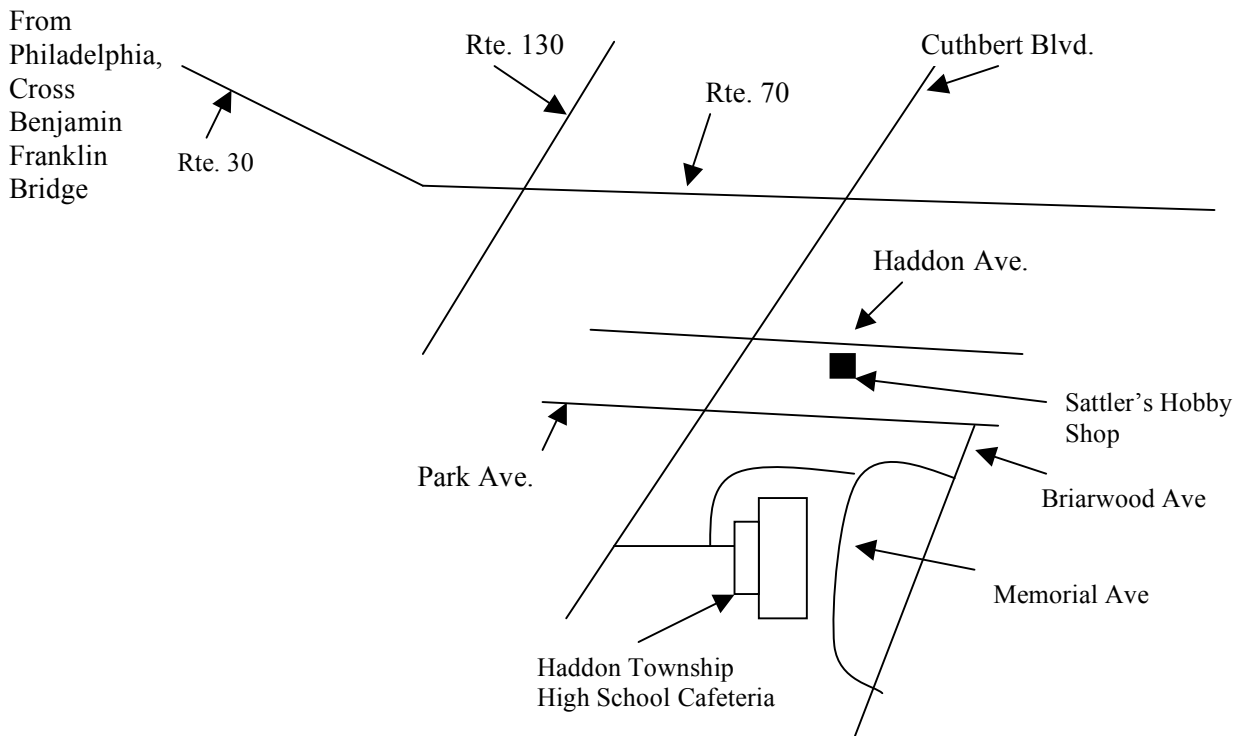 From
Philadelphia,
Cross
Benjamin
Franklin
Bridge
Rte. 30
Rte. 130
Rte. 70
Cuthbert Blvd.
Haddon Ave.
Sattler’s Hobby
Shop
Park Ave.
Briarwood Ave
Memorial Ave
Haddon Township
High School Cafeteria